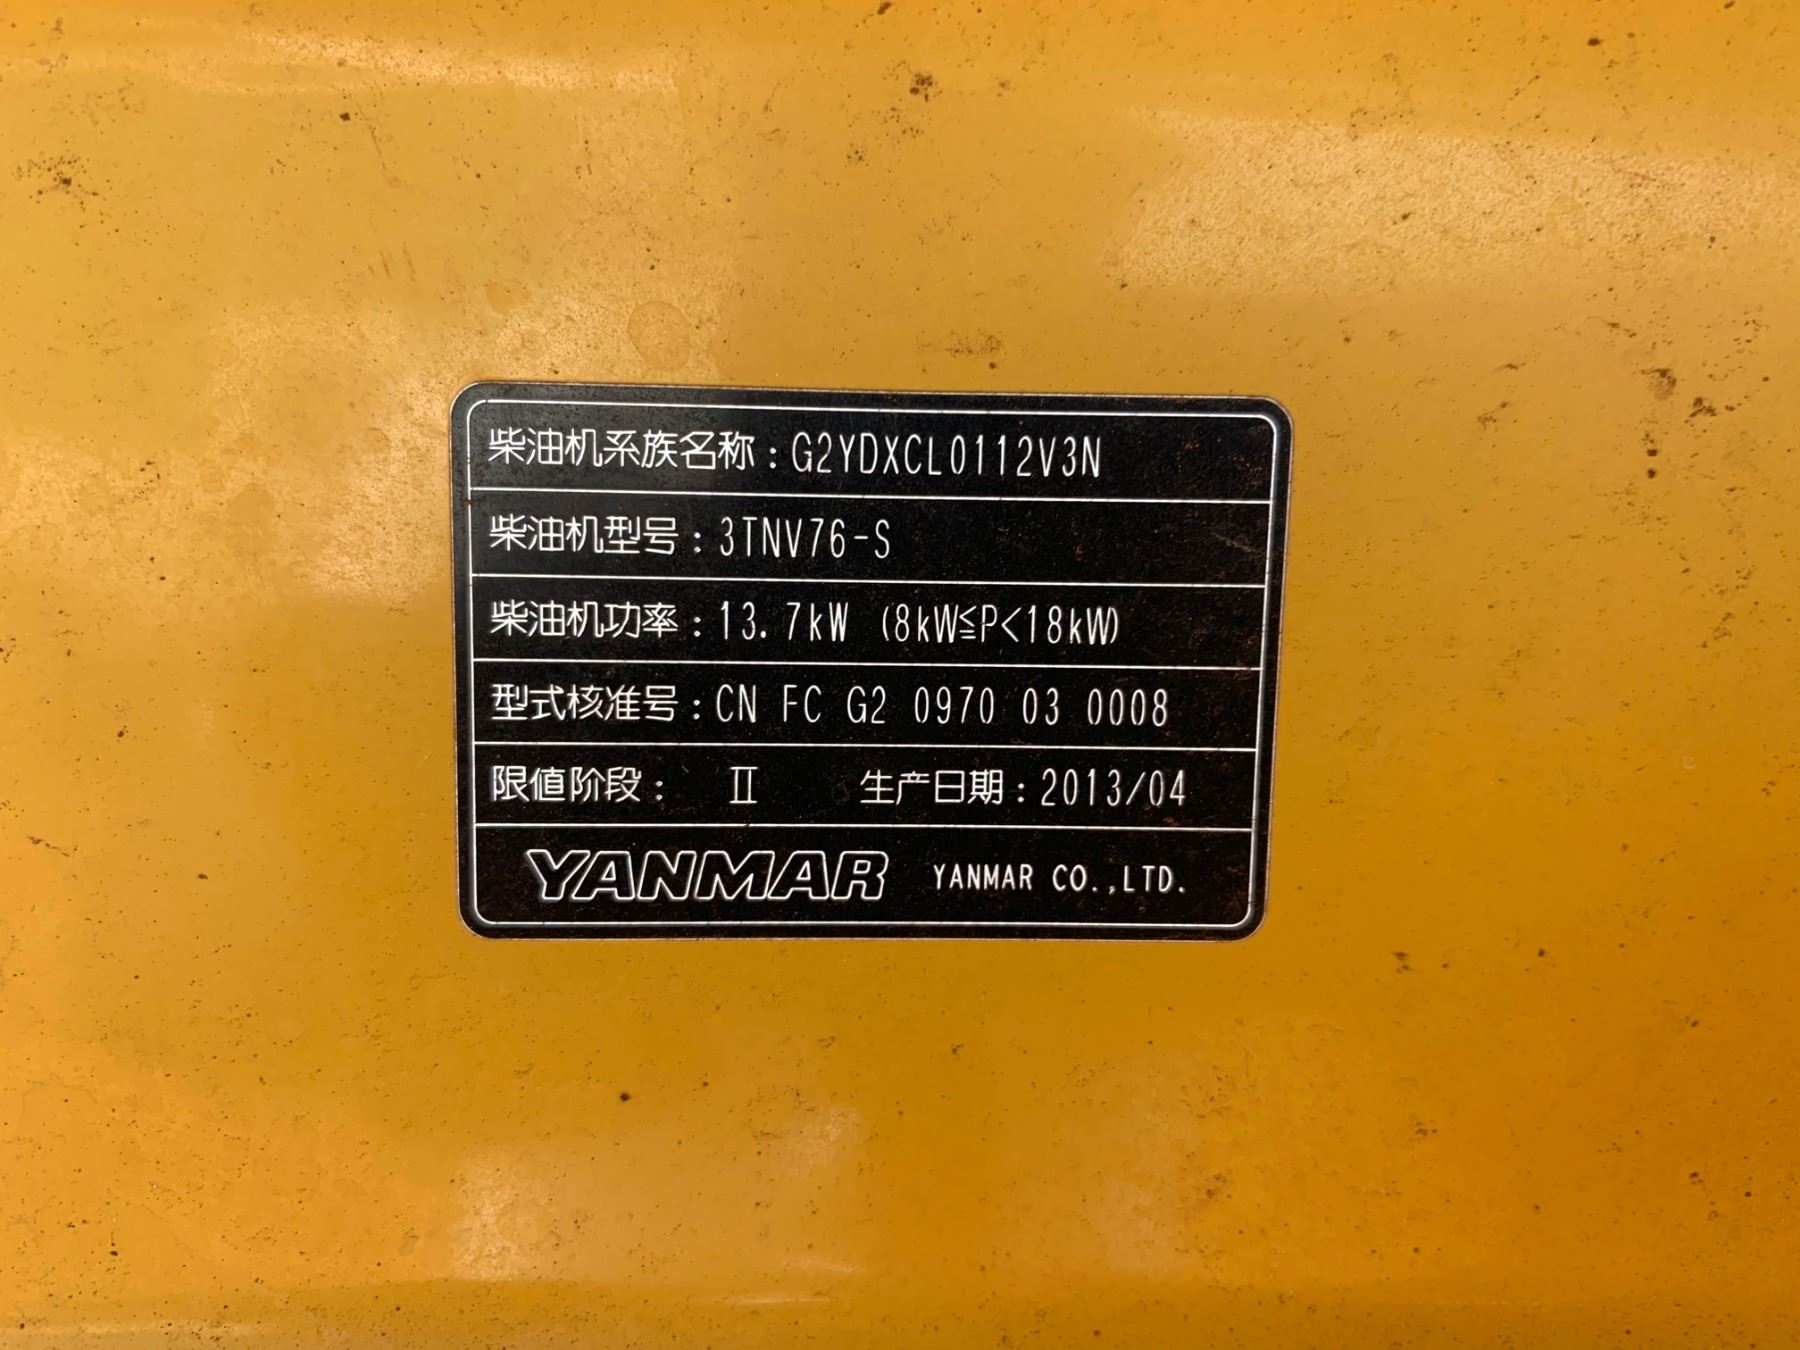 柴油机系族名称：G2YDXCL0112V3N
柴油机型号：3TNV76-S
柴油机功率：13.7kW (8kW≦P<18kW)
型式核准号：CN FC G2 0970 03 0008
限值阶段： Ⅱ 生产日期：2013/04
YANMAR YANMAR CO.,LTD.